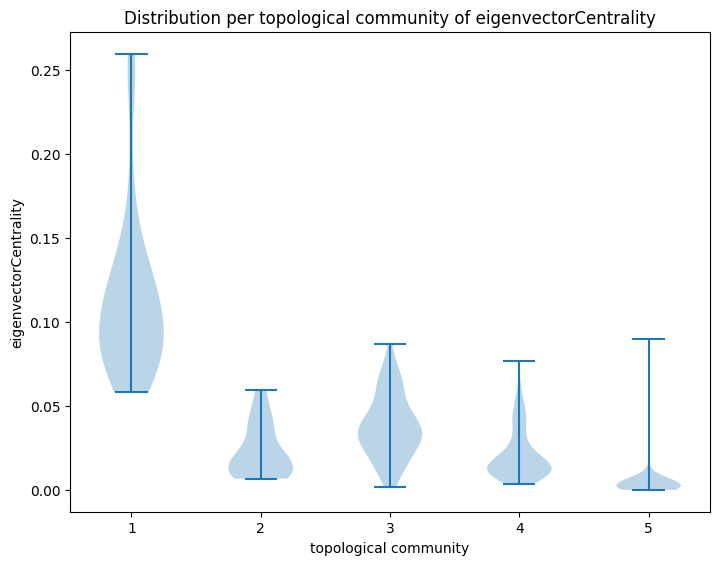 Distribution per topological community of eigenvectorCentrality
eigenvectorCentrality
0.25
0.20
0.15
0.10
0.05
0.00
1 2 3 4 5
topological community